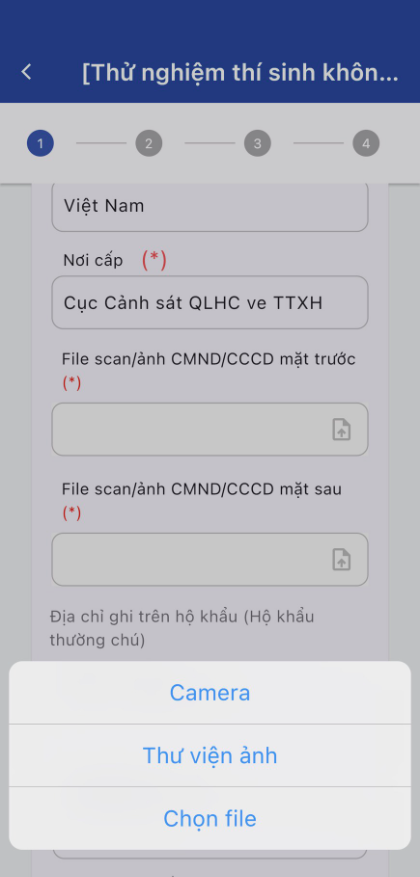 [Thử nghiệm thí sinh khôn...
1 2 3 4
Việt Nam
Nơi cấp (*)
Cục Cảnh sát QLHC ve TTXH
File scan/ảnh CMND/CCCD mặt trước
(*)
File scan/ảnh CMND/CCCD mặt sau
(*)
Địa chỉ ghi trên hộ khẩu (Hộ khẩu
thường chú)
Camera
Thư viện ảnh
Chọn file